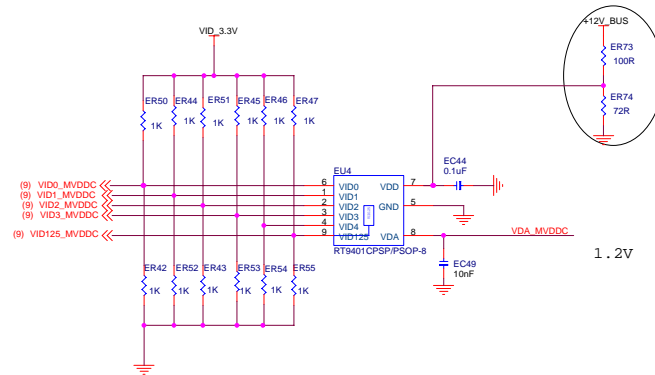 +12V_BUS
VID_3.3V
ER73
100R
ER74
72R
ER50
1K
ER44
1K
ER51
1K
ER45
1K
ER46
1K
ER47
1K
EU4
EC44
0.1uF
(9) VID0_MVDDC
(9) VID1_MVDDC
(9) VID2_MVDDC
(9) VID3_MVDDC
(9) VID125_MVDDC
6 VID0
1 VID1
2 VID2
3 VID3
4 VID4
9 VID125
VDD 7
GND 5
VDA 8
RT9401CPSP/PSOP-8
VDA_MVDDC
1.2V
EC49
10nF
ER42
1K
ER52
1K
ER43
1K
ER53
1K
ER54
1K
ER55
1K